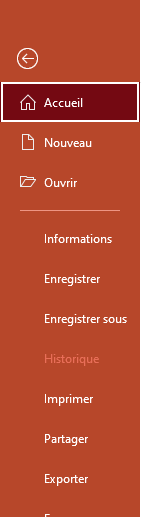 Accueil
Nouveau
Ouvrir
Informations
Enregistrer
Enregistrer sous
Historique
Imprimer
Partager
Exporter